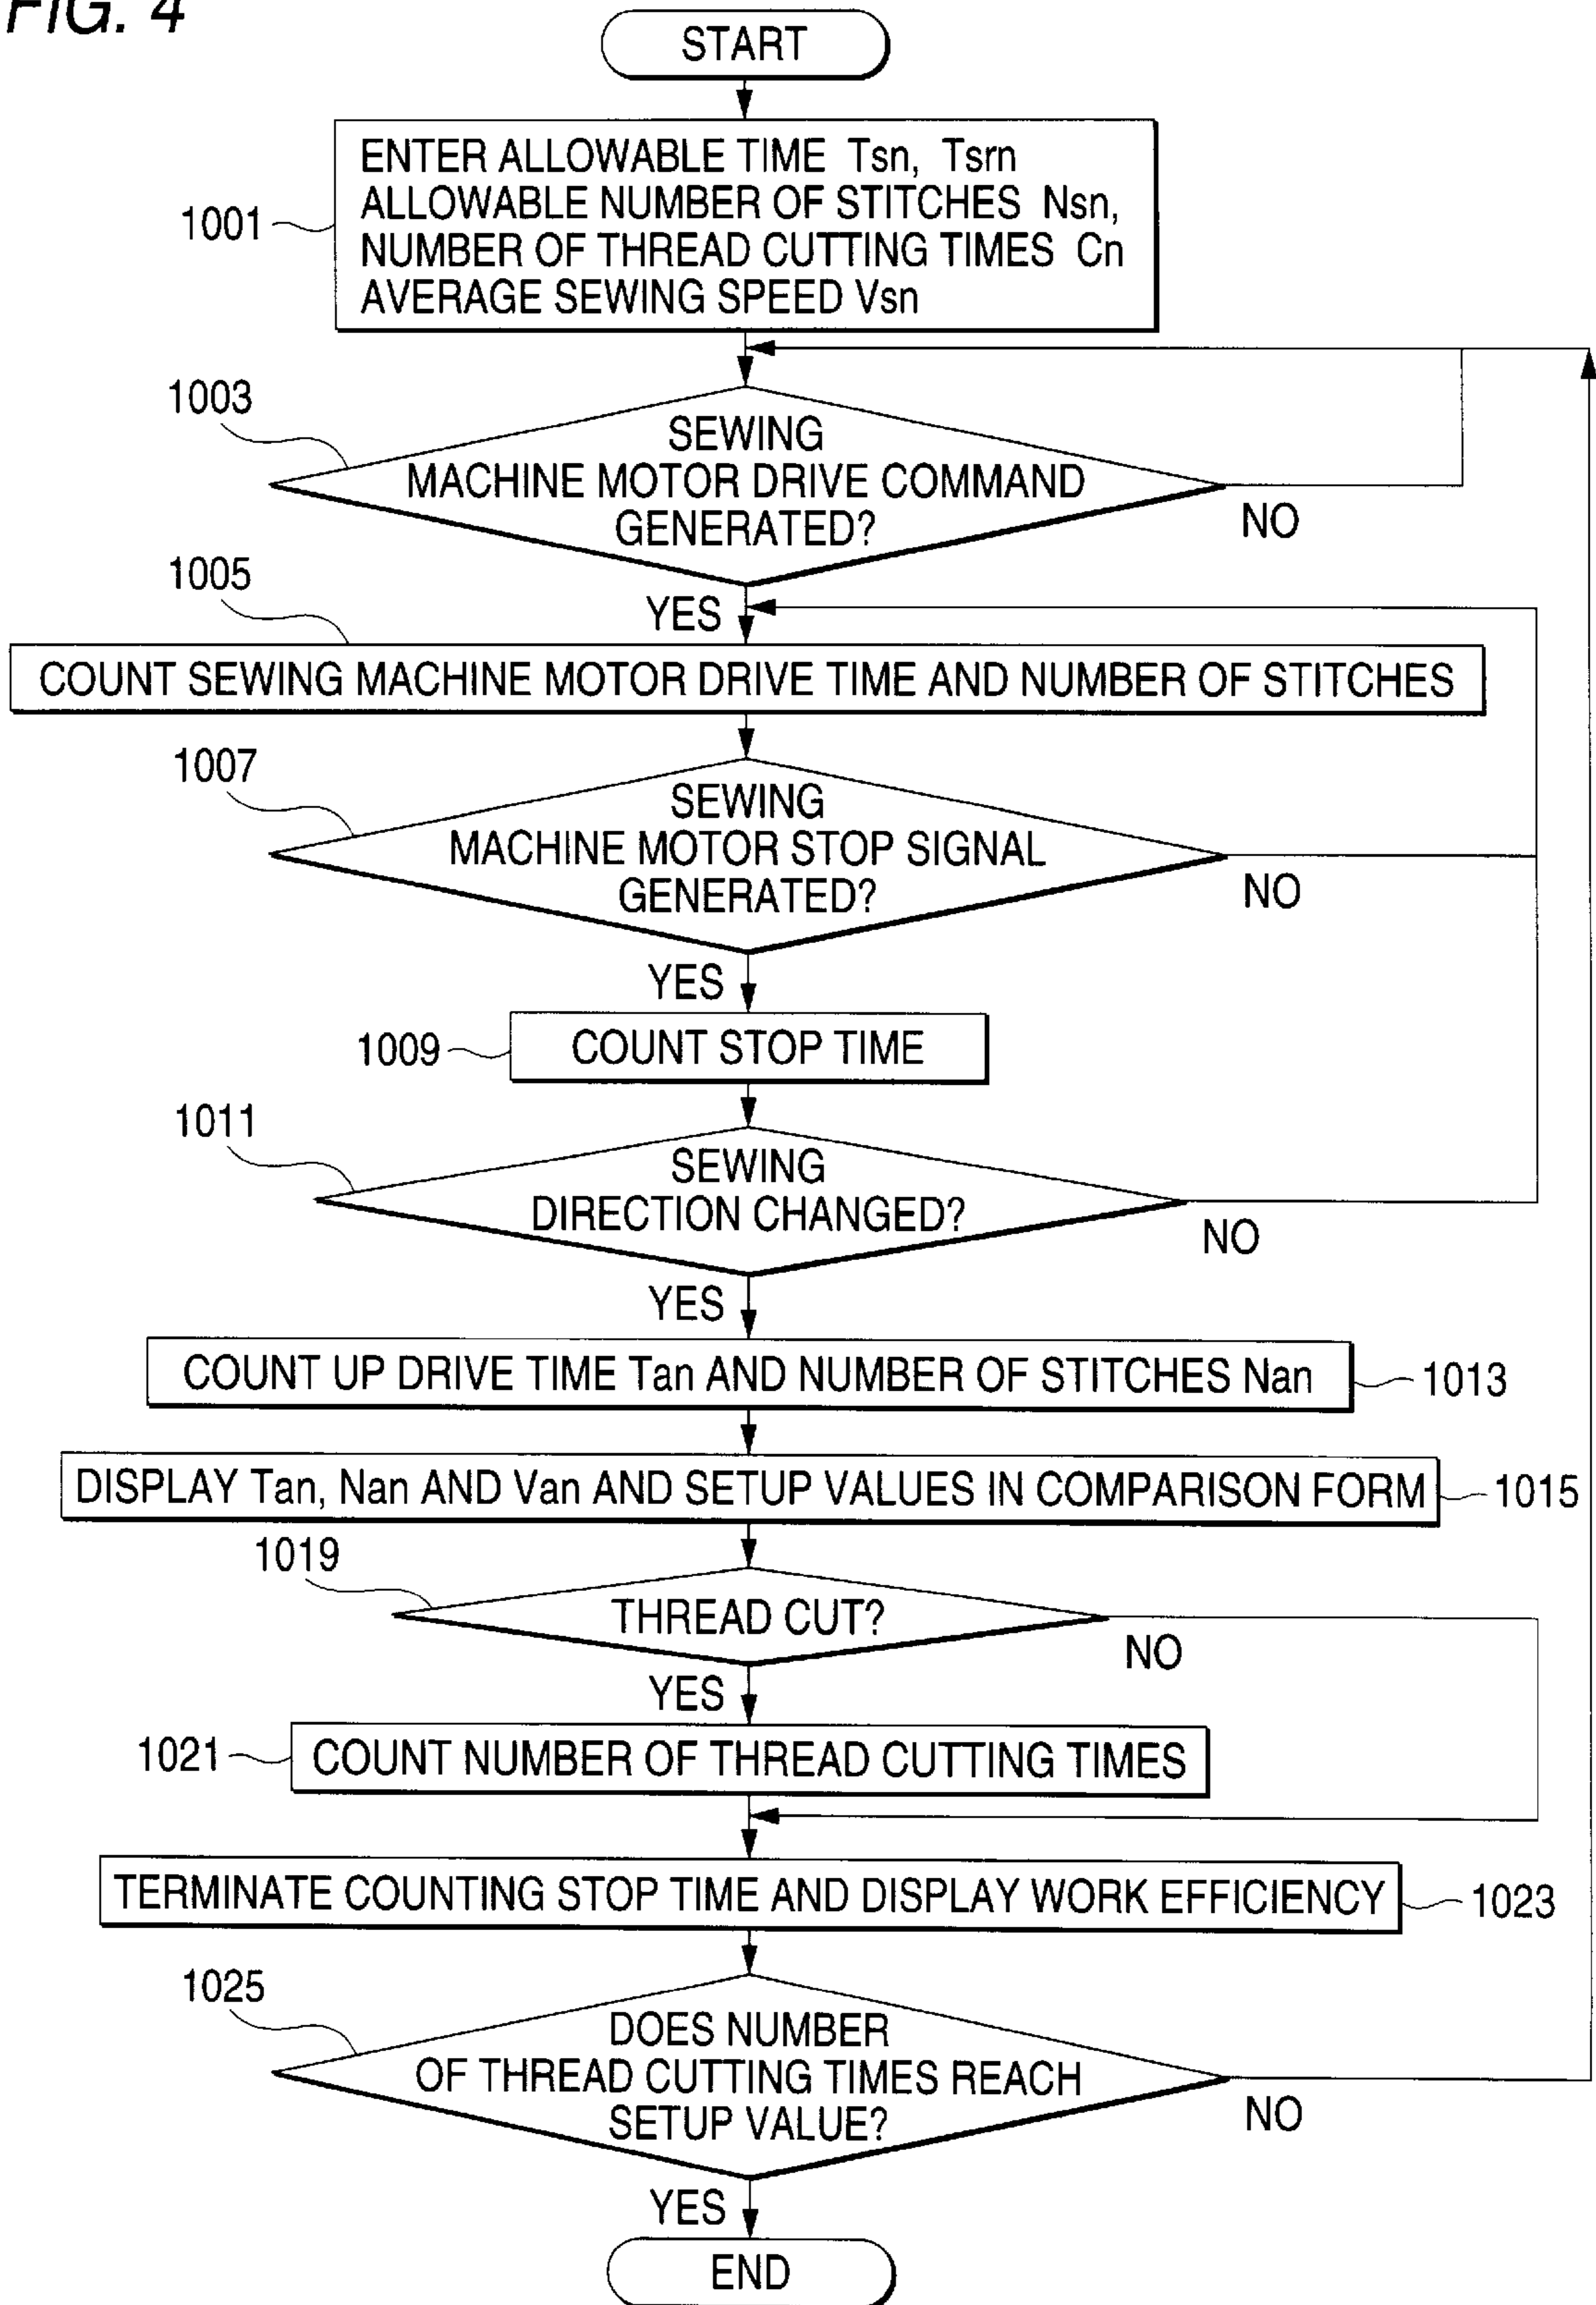 FIG. 4
START
1001
ENTER ALLOWABLE TIME Tsn, Tsrn
ALLOWABLE NUMBER OF STITCHES Nsn,
NUMBER OF THREAD CUTTING TIMES Cn
AVERAGE SEWING SPEED Vsn
1003
SEWING
MACHINE MOTOR DRIVE COMMAND
GENERATED?
NO
YES
1005
COUNT SEWING MACHINE MOTOR DRIVE TIME AND NUMBER OF STITCHES
1007
SEWING
MACHINE MOTOR STOP SIGNAL
GENERATED?
NO
YES
1009
COUNT STOP TIME
1011
SEWING
DIRECTION CHANGED?
NO
YES
COUNT UP DRIVE TIME Tan AND NUMBER OF STITCHES Nan
1013
DISPLAY Tan, Nan AND Van AND SETUP VALUES IN COMPARISON FORM
1015
1019
THREAD CUT?
NO
YES
1021
COUNT NUMBER OF THREAD CUTTING TIMES
TERMINATE COUNTING STOP TIME AND DISPLAY WORK EFFICIENCY
1023
1025
DOES NUMBER
OF THREAD CUTTING TIMES REACH
SETUP VALUE?
NO
YES
END